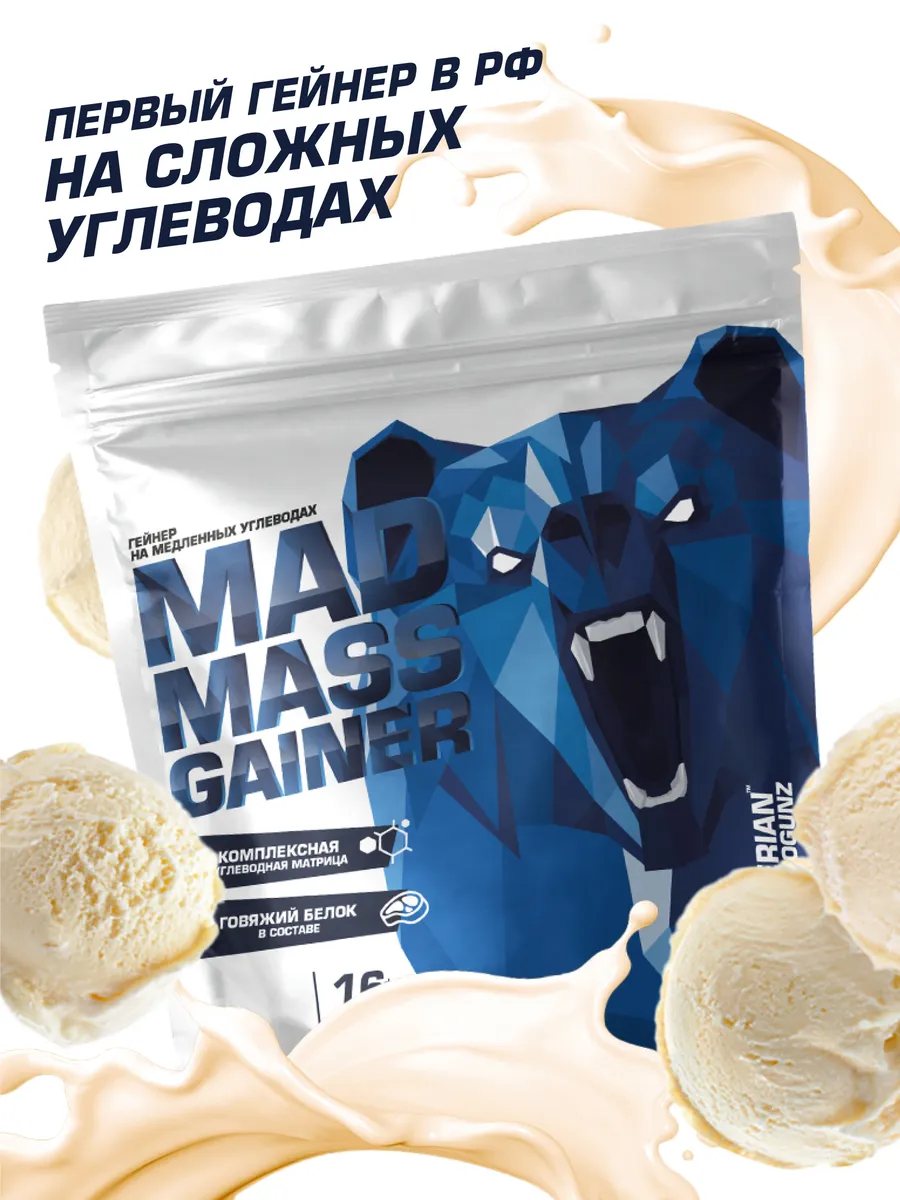 ПЕРВЫЙ ГЕЙНЕР В РФ
НА СЛОЖНЫХ
УГЛЕВОДАХ
ГЕЙНЕР
НА МЕДЛЕННЫХ УГЛЕВОДАХ
MAD
MASS
GAINER
КОМПЛЕКСНАЯ
УГЛЕВОДНАЯ МАТРИЦА
ГОВЯЖИЙ БЕЛОК
В СОСТАВЕ
16